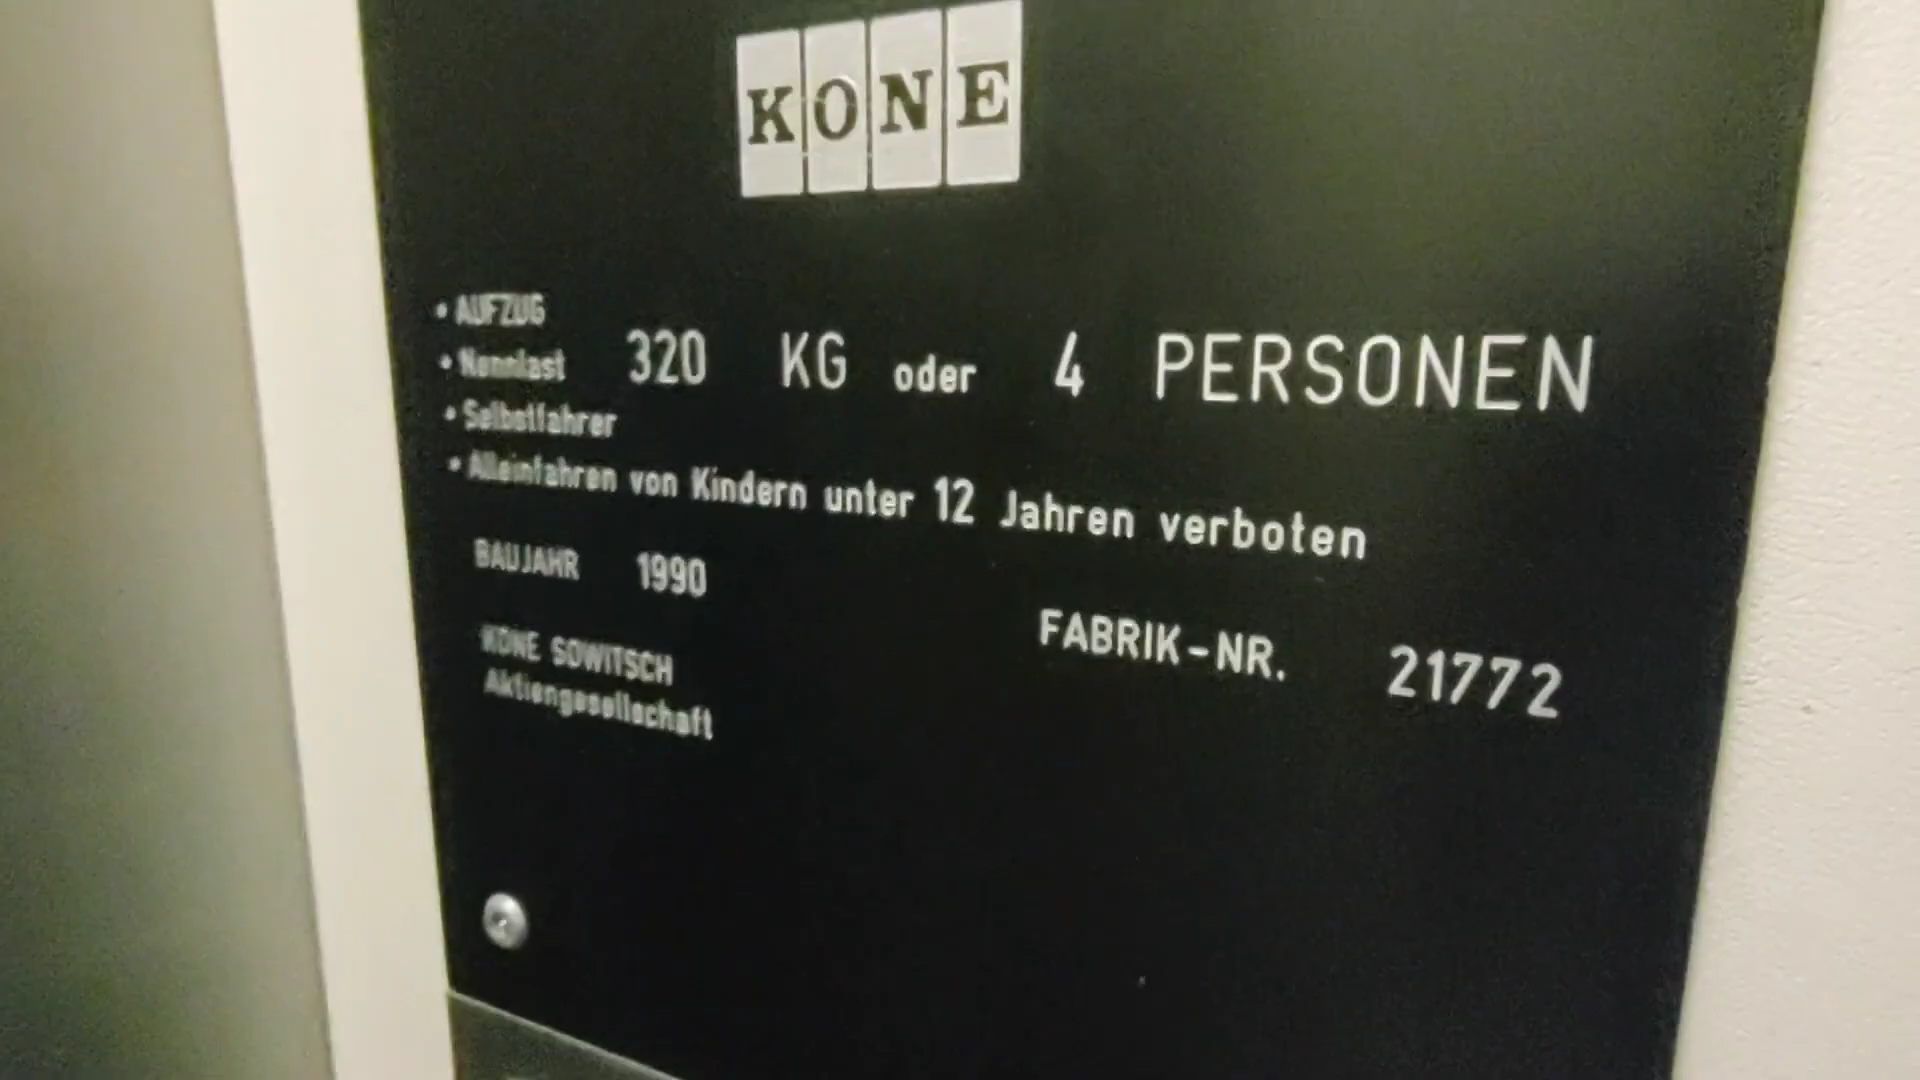 KONE
• AUFZUG
• Nennlast 320 KG oder 4 PERSONEN
• Selbstfahrer
• Alleinfahren von Kindern unter 12 Jahren verboten
BAUJAHR 1990
FABRIK-NR. 21772
KONE SOWITSCH
Aktiengesellschaft